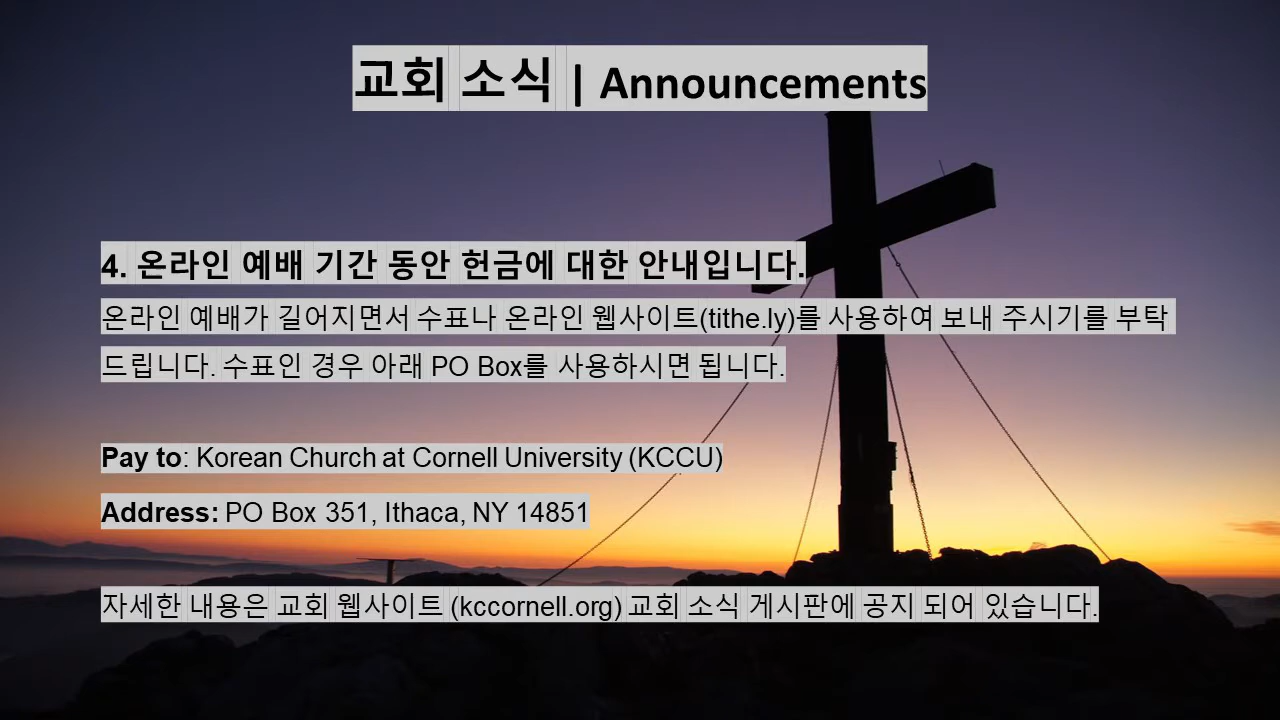 교회 소식 | Announcements
4. 온라인 예배 기간 동안 헌금에 대한 안내입니다.
온라인 예배가 길어지면서 수표나 온라인 웹사이트(tithe.ly)를 사용하여 보내 주시기를 부탁
드립니다. 수표인 경우 아래 PO Box를 사용하시면 됩니다.
Pay to: Korean Church at Cornell University (KCCU)
Address: PO Box 351, Ithaca, NY 14851
자세한 내용은 교회 웹사이트 (kccornell.org) 교회 소식 게시판에 공지 되어 있습니다.